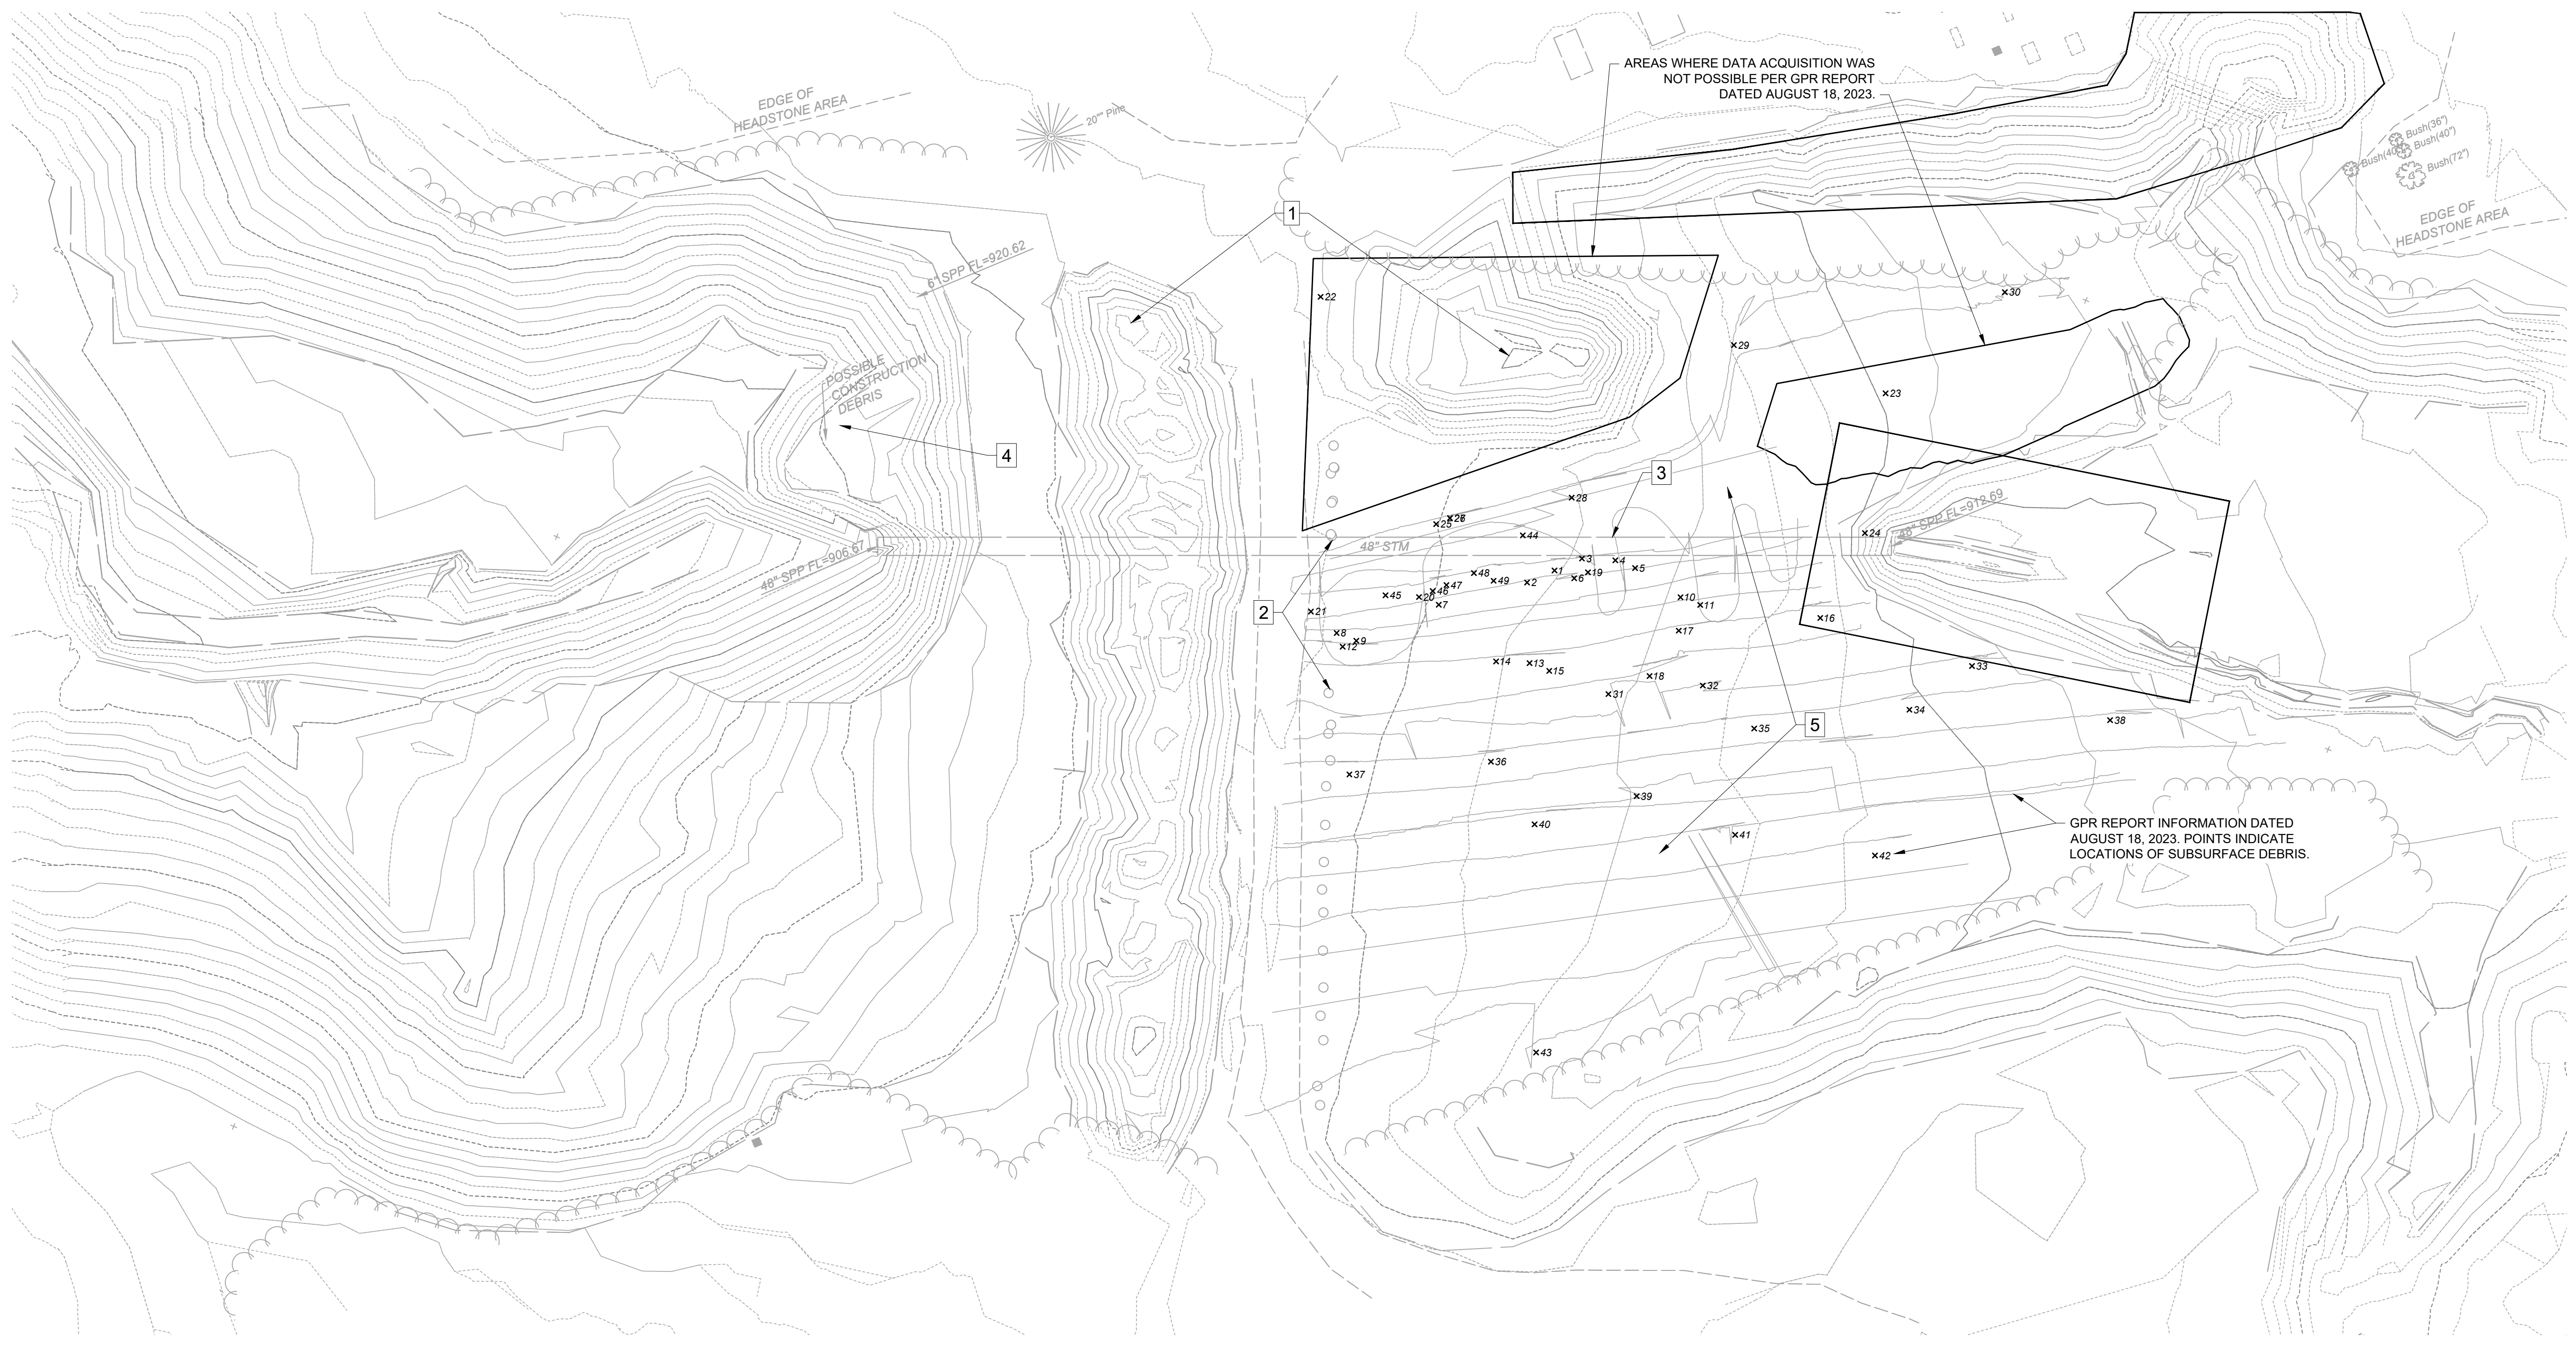 AREAS WHERE DATA ACQUISITION WAS
NOT POSSIBLE PER GPR REPORT
DATED AUGUST 18, 2023.
EDGE OF
HEADSTONE AREA
20"" Pine
Bush(36")
Bush(40")
Bush(40")
Bush(72")
EDGE OF
HEADSTONE AREA
1
6" SPP FL=920.62
22
30
29
POSSIBLE
CONSTRUCTION
DEBRIS
23
4
3
28
25
26
48" SPP FL=912.69
24
44
48" STM
48" SPP FL=906.67
3
4
5
1
19
6
2
48
49
47
46
45
20
7
10
11
2
21
16
8
9
12
17
14
13
15
33
18
32
31
34
38
35
5
36
37
39
40
41
GPR REPORT INFORMATION DATED
AUGUST 18, 2023. POINTS INDICATE
LOCATIONS OF SUBSURFACE DEBRIS.
42
43